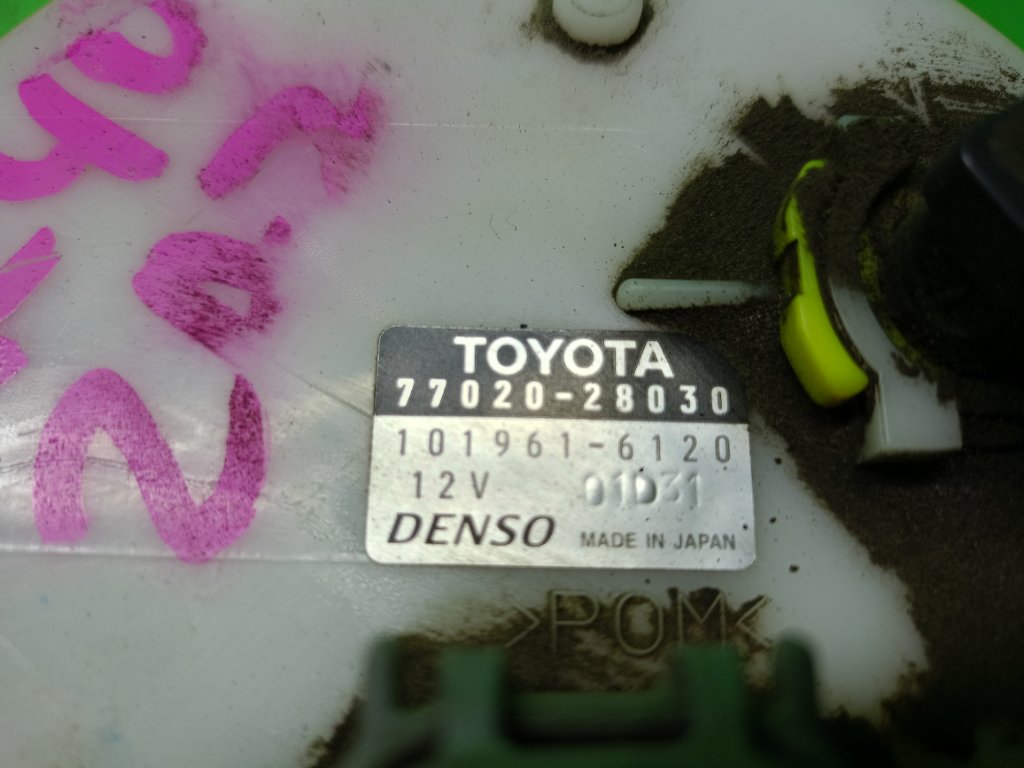 TOYOTA
77020-28030
101961-6120
12V 01D31
DENSO MADE IN JAPAN
>POM<